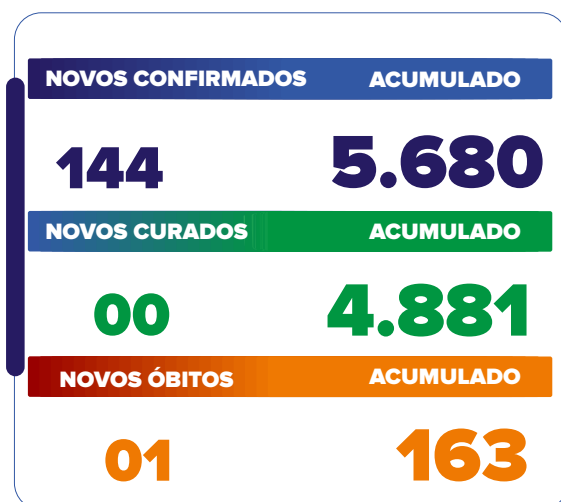 NOVOS CONFIRMADOS ACUMULADO
144 5.680
NOVOS CURADOS ACUMULADO
00 4.881
NOVOS ÓBITOS ACUMULADO
01 163